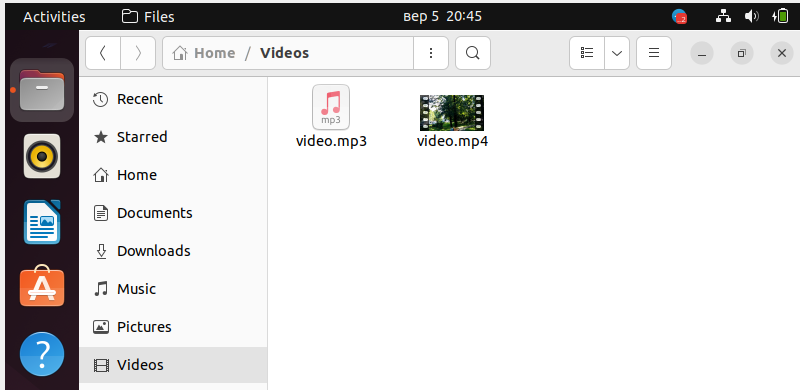 Activities Files вер 5 20:45
Home / Videos
Recent
Starred
Home
Documents
Downloads
Music
Pictures
Videos
mp3
video.mp3
video.mp4